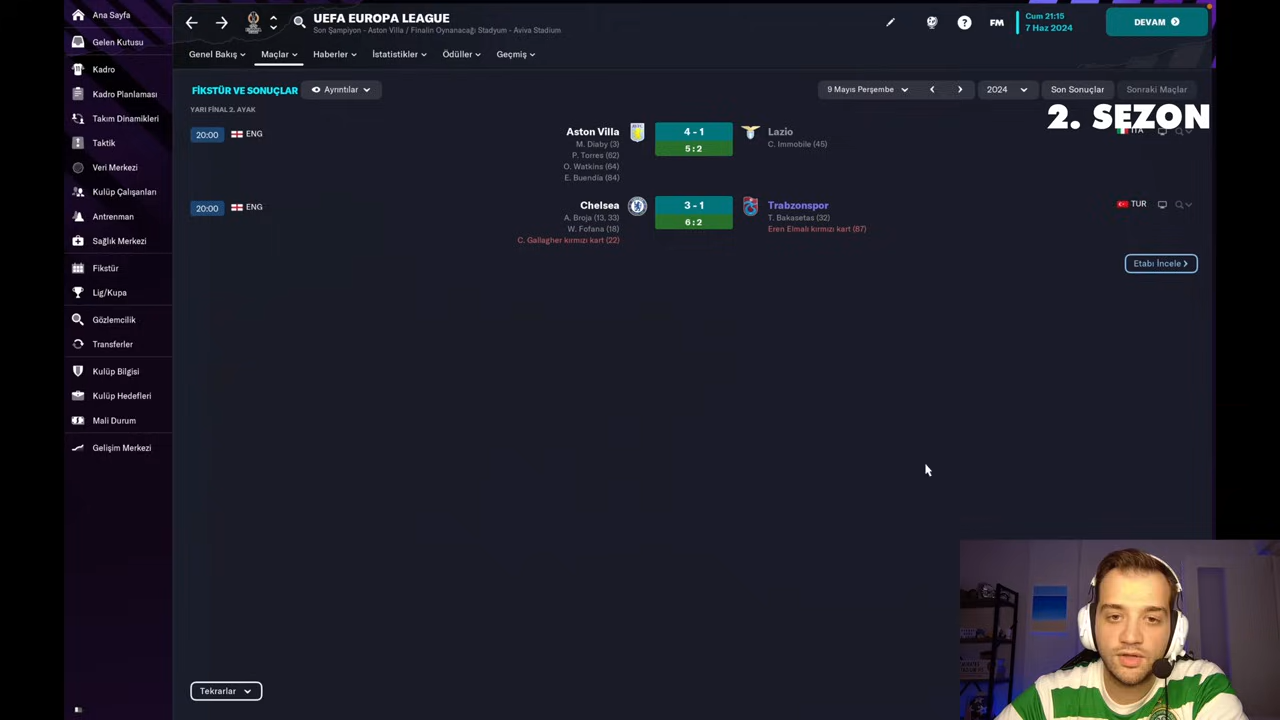 Ana Sayfa
Gelen Kutusu
Kadro
Kadro Planlaması
Takım Dinamikleri
Taktik
Veri Merkezi
Kulüp Çalışanları
Antrenman
Sağlık Merkezi
Fikstür
Lig/Kupa
Gözlemcilik
Transferler
Kulüp Bilgisi
Kulüp Hedefleri
Mali Durum
Gelişim Merkezi
UEFA EUROPA LEAGUE
Son Şampiyon - Aston Villa / Finalin Oynanacağı Stadyum - Aviva Stadium
FM
Cum 21:15
7 Haz 2024
DEVAM
Genel Bakış
Maçlar
Haberler
İstatistikler
Ödüller
Geçmiş
FİKSTÜR VE SONUÇLAR
Ayrıntılar
9 Mayıs Perşembe
2024
Son Sonuçlar
Sonraki Maçlar
YARI FİNAL 2. AYAK
2. SEZON
20:00 ENG Aston Villa 4 - 1 Lazio ITA
M. Diaby (3) 5 : 2 C. Immobile (45)
P. Torres (62)
O. Watkins (64)
E. Buendía (84)
20:00 ENG Chelsea 3 - 1 Trabzonspor TUR
A. Broja (13, 33) 6 : 2 T. Bakasetas (32)
W. Fofana (18) Eren Elmalı kırmızı kart (87)
C. Gallagher kırmızı kart (22)
Etabı İncele
Tekrarlar